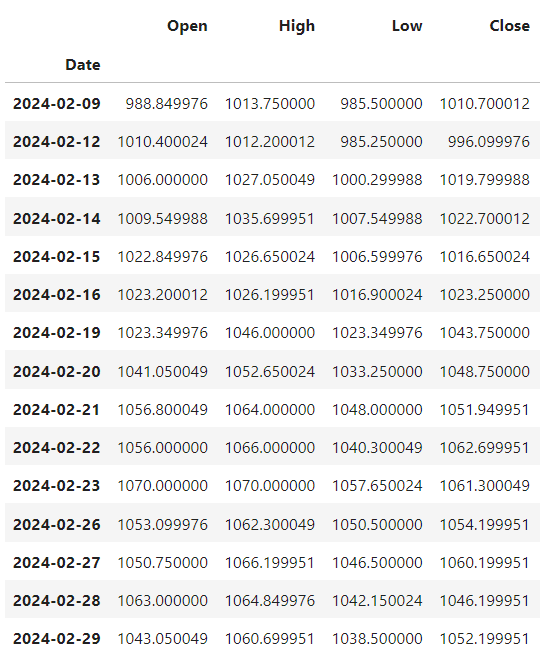 Open High Low Close
Date
2024-02-09 988.849976 1013.750000 985.500000 1010.700012
2024-02-12 1010.400024 1012.200012 985.250000 996.099976
2024-02-13 1006.000000 1027.050049 1000.299988 1019.799988
2024-02-14 1009.549988 1035.699951 1007.549988 1022.700012
2024-02-15 1022.849976 1026.650024 1006.599976 1016.650024
2024-02-16 1023.200012 1026.199951 1016.900024 1023.250000
2024-02-19 1023.349976 1046.000000 1023.349976 1043.750000
2024-02-20 1041.050049 1052.650024 1033.250000 1048.750000
2024-02-21 1056.800049 1064.000000 1048.000000 1051.949951
2024-02-22 1056.000000 1066.000000 1040.300049 1062.699951
2024-02-23 1070.000000 1070.000000 1057.650024 1061.300049
2024-02-26 1053.099976 1062.300049 1050.500000 1054.199951
2024-02-27 1050.750000 1066.199951 1046.500000 1060.199951
2024-02-28 1063.000000 1064.849976 1042.150024 1046.199951
2024-02-29 1043.050049 1060.699951 1038.500000 1052.199951